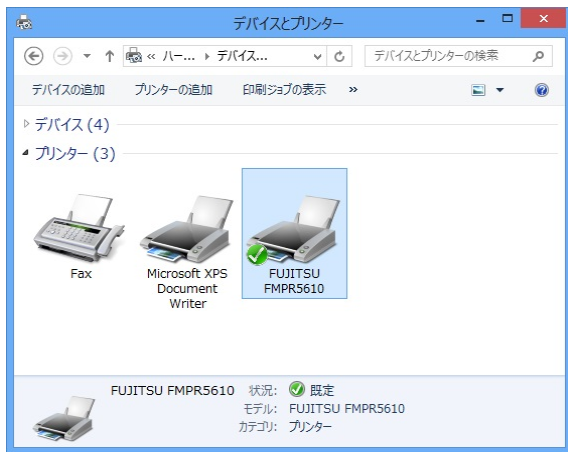 デバイスとプリンター
« ハー... デバイス... デバイスとプリンターの検索
デバイスの追加 プリンターの追加 印刷ジョブの表示 »
デバイス (4)
プリンター (3)
Fax
Microsoft XPS
Document
Writer
FUJITSU
FMPR5610
FUJITSU FMPR5610 状況: 既定
モデル: FUJITSU FMPR5610
カテゴリ: プリンター